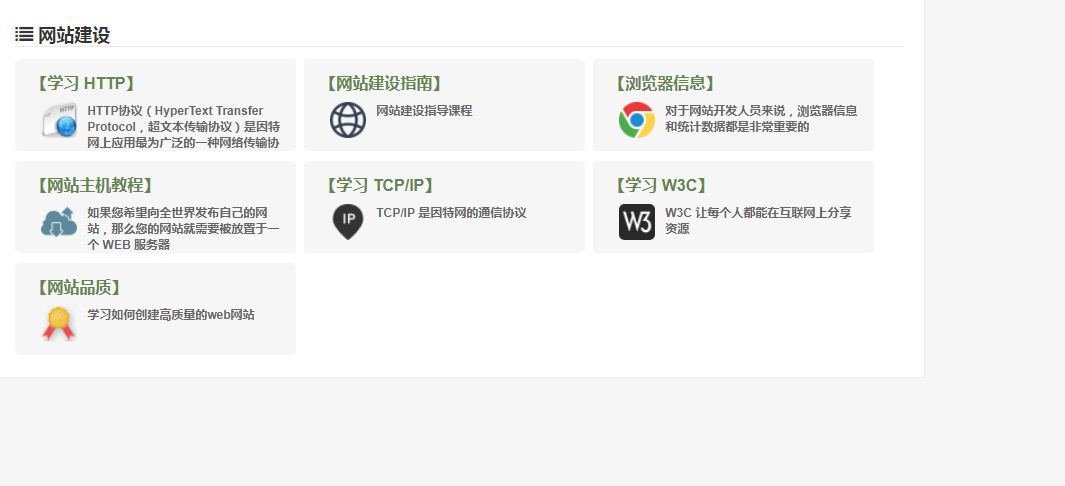 网站建设
【学习 HTTP】
HTTP
HTTP协议（HyperText Transfer
Protocol，超文本传输协议）是因特
网上应用最为广泛的一种网络传输协
【网站建设指南】
网站建设指导课程
【浏览器信息】
对于网站开发人员来说，浏览器信息
和统计数据都是非常重要的
【网站主机教程】
如果您希望向全世界发布自己的网
站，那么您的网站就需要被放置于一
个 WEB 服务器
【学习 TCP/IP】
IP
TCP/IP 是因特网的通信协议
【学习 W3C】
W3
W3C 让每个人都能在互联网上分享
资源
【网站品质】
学习如何创建高质量的web网站